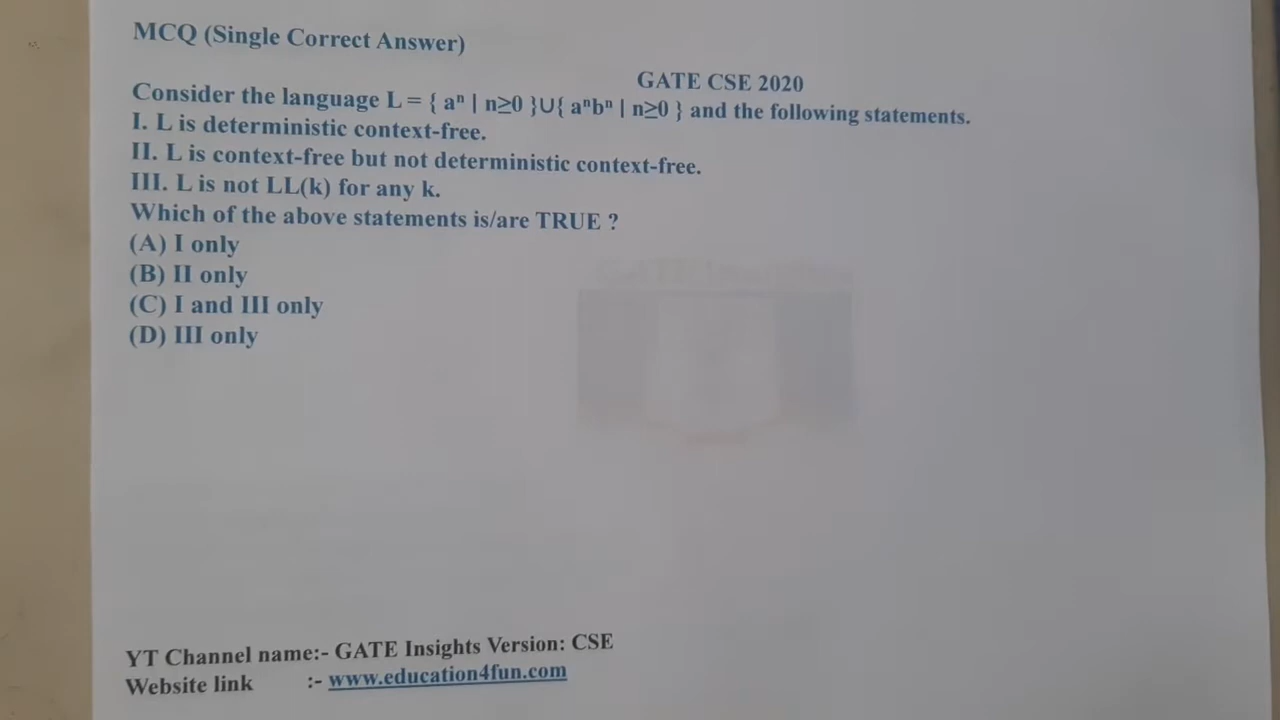 MCQ (Single Correct Answer)
GATE CSE 2020
Consider the language L = { aⁿ | n≥0 }∪{ aⁿbⁿ | n≥0 } and the following statements.
I. L is deterministic context-free.
II. L is context-free but not deterministic context-free.
III. L is not LL(k) for any k.
Which of the above statements is/are TRUE ?
(A) I only
(B) II only
(C) I and III only
(D) III only
YT Channel name:- GATE Insights Version: CSE
Website link :- www.education4fun.com